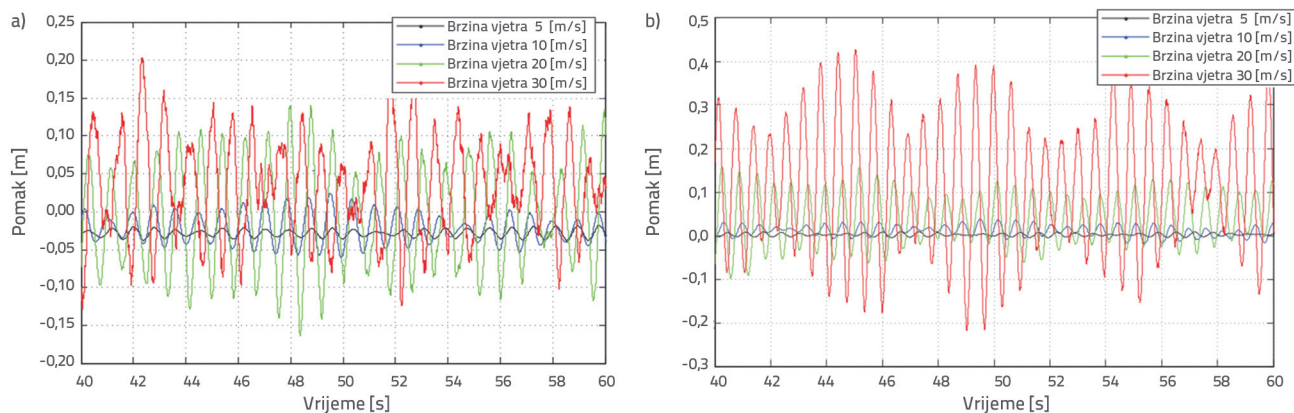 a)
Pomak [m]
0,25
0,20
0,15
0,10
0,05
0,00
-0,05
-0,10
-0,15
-0,20
Brzina vjetra 5 [m/s]
Brzina vjetra 10 [m/s]
Brzina vjetra 20 [m/s]
Brzina vjetra 30 [m/s]
40 42 44 46 48 50 52 54 56 58 60
Vrijeme [s]
b)
Pomak [m]
0,5
0,4
0,3
0,2
0,1
0,0
-0,1
-0,2
-0,3
Brzina vjetra 5 [m/s]
Brzina vjetra 10 [m/s]
Brzina vjetra 20 [m/s]
Brzina vjetra 30 [m/s]
40 42 44 46 48 50 52 54 56 58 60
Vrijeme [s]